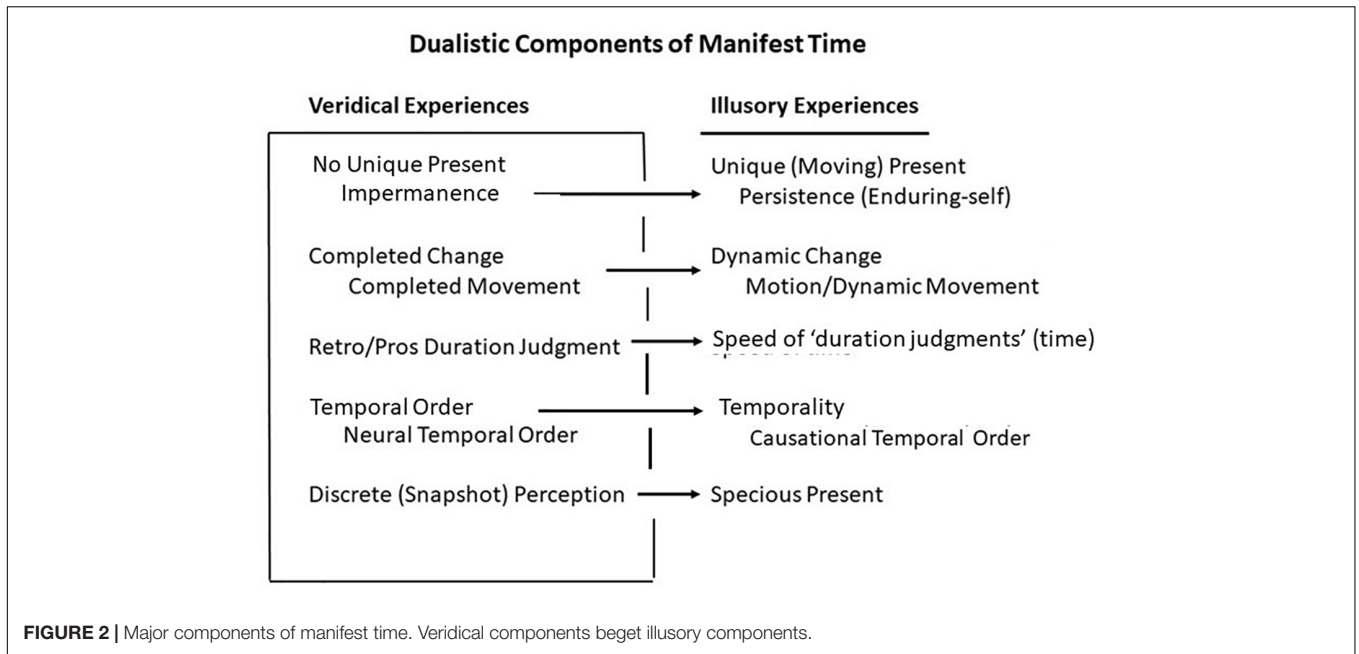 Dualistic Components of Manifest Time
Veridical Experiences
Illusory Experiences
No Unique Present
Impermanence
Unique (Moving) Present
Persistence (Enduring-self)
Completed Change
Completed Movement
Dynamic Change
Motion/Dynamic Movement
Retro/Pros Duration Judgment
Speed of ‘duration judgments’ (time)
Temporal Order
Neural Temporal Order
Temporality
Causational Temporal Order
Discrete (Snapshot) Perception
Specious Present
FIGURE 2 | Major components of manifest time. Veridical components beget illusory components.